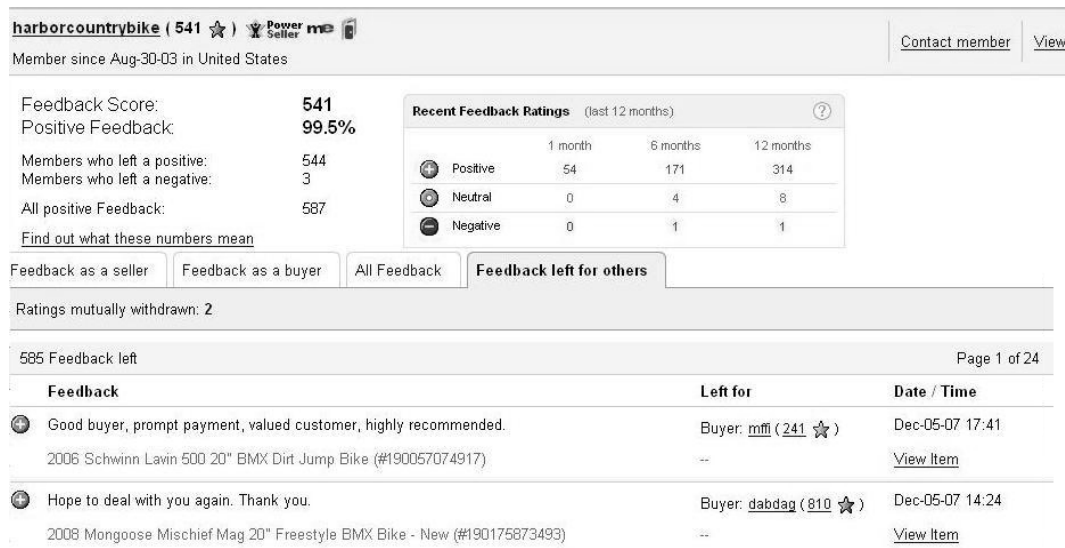 harborcountrybike ( 541 ) Power Seller me
Contact member View
Member since Aug-30-03 in United States
Feedback Score: 541
Positive Feedback: 99.5%
Members who left a positive: 544
Members who left a negative: 3
All positive Feedback: 587
Find out what these numbers mean
Recent Feedback Ratings (last 12 months) ?
1 month 6 months 12 months
Positive 54 171 314
Neutral 0 4 8
Negative 0 1 1
Feedback as a seller Feedback as a buyer All Feedback Feedback left for others
Ratings mutually withdrawn: 2
585 Feedback left Page 1 of 24
Feedback Left for Date / Time
Good buyer, prompt payment, valued customer, highly recommended. Buyer: mffi ( 241 ) Dec-05-07 17:41
2006 Schwinn Lavin 500 20" BMX Dirt Jump Bike (#190057074917) -- View Item
Hope to deal with you again. Thank you. Buyer: dabdag ( 810 ) Dec-05-07 14:24
2008 Mongoose Mischief Mag 20" Freestyle BMX Bike - New (#190175873493) -- View Item